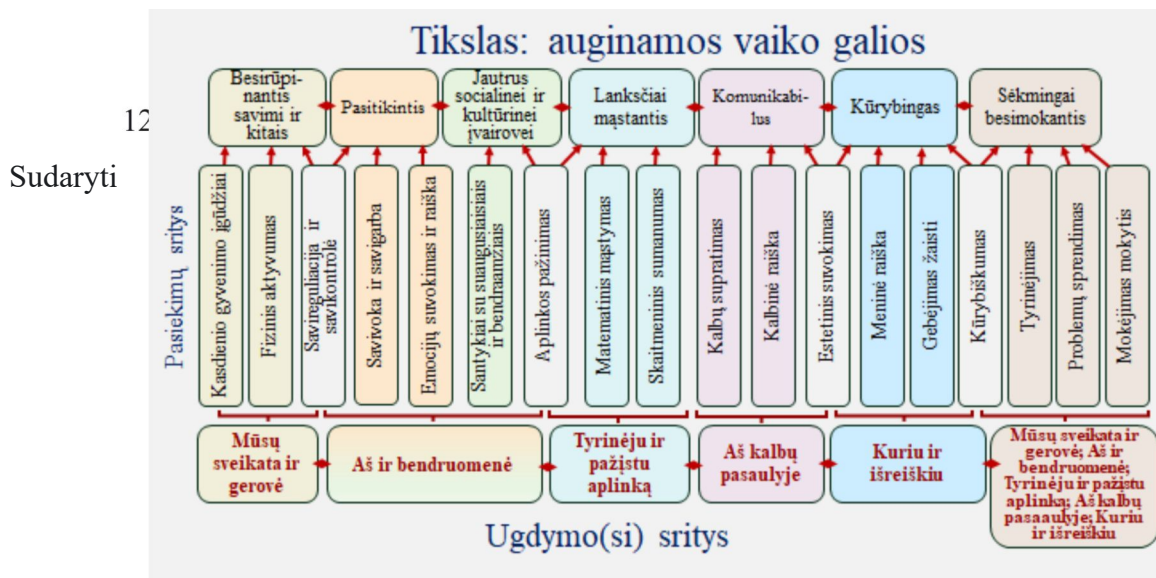 Tikslas: auginamos vaiko galios
Besirūpi-
nantis
savimi ir
kitais
Pasitikintis
Jautrus
socialinei ir
kultūrinei
įvairovei
Lanksčiai
mąstantis
Komunikabi-
lus
Kūrybingas
Sėkmingai
besimokantis
12
Sudaryti
Pasiekimų sritys
Kasdienio gyvenimo įgūdžiai
Fizinis aktyvumas
Savireguliacija ir
savikontrolė
Savivoka ir savigarba
Emocijų suvokimas ir raiška
Santykiai su suaugusiaisiais
ir bendraamžiais
Aplinkos pažinimas
Matematinis mąstymas
Skaitmeninis sumanumas
Kalbų supratimas
Kalbinė raiška
Estetinis suvokimas
Meninė raiška
Gebėjimas žaisti
Kūrybiškumas
Tyrinėjimas
Problemų sprendimas
Mokėjimas mokytis
Mūsų
sveikata ir
gerovė
Aš ir bendruomenė
Tyrinėju ir
pažįstu
aplinką
Aš kalbų
pasaulyje
Kuriu ir
išreiškiu
Mūsų sveikata ir
gerovė; Aš ir
bendruomenė;
Tyrinėju ir pažįstu
aplinką; Aš kalbų
pasaaulyje; Kuriu
ir išreiškiu
Ugdymo(si) sritys